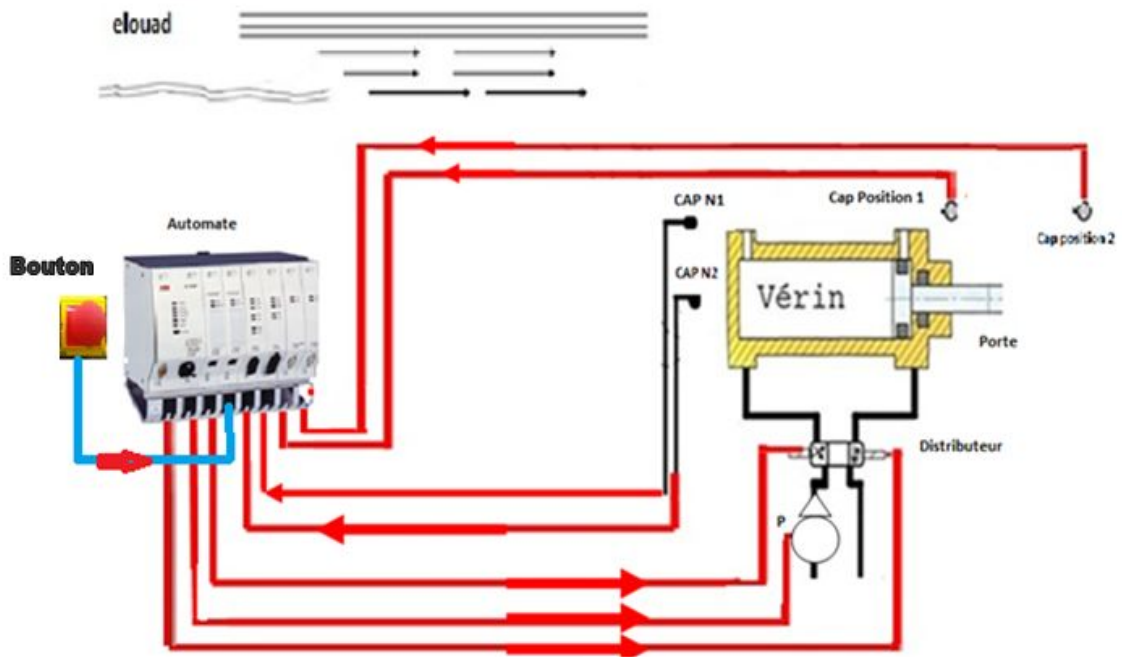 elouad
CAP N1
Cap Position 1
Automate
Cap position 2
Bouton
CAP N2
Vérin
Porte
Distributeur
P